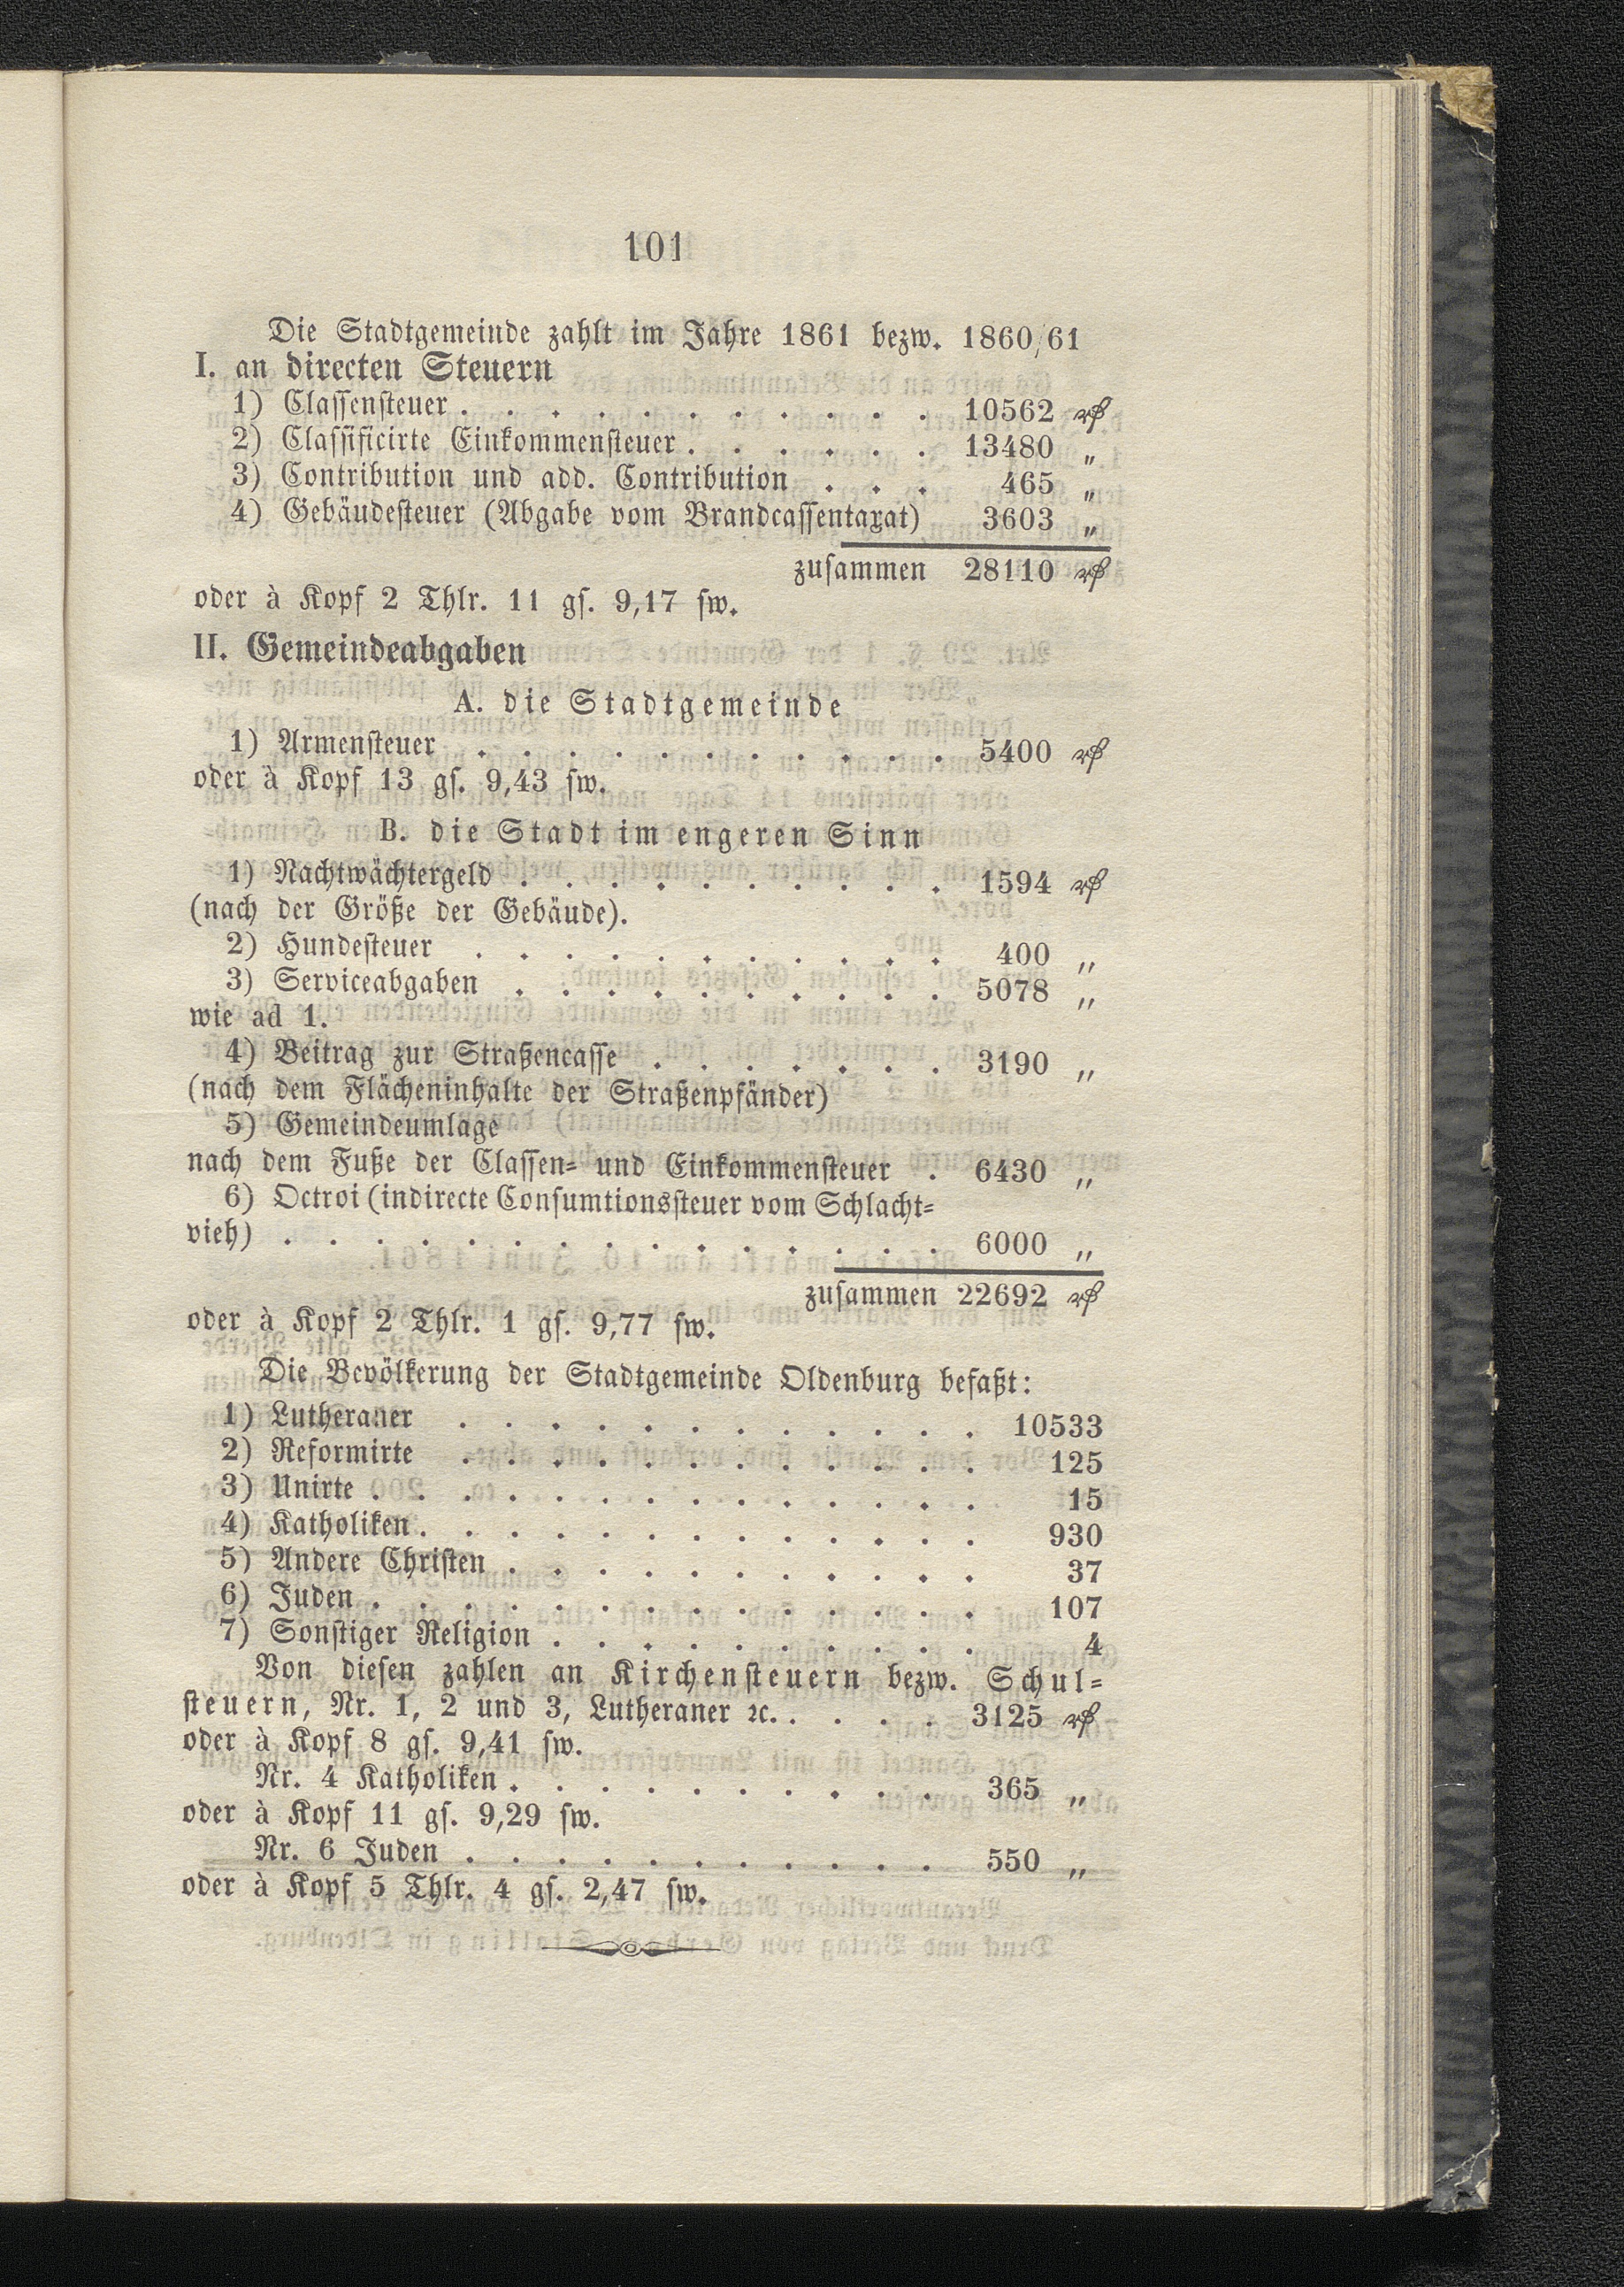 101
Die Stadtgemeinde zahlt im Jahre 1861 bezw. 1860/61
I. an directen Steuern
1) Classensteuer . . . . . . . . . . . 10562 ₰
2) Classificirte Einkommensteuer . . . . . . 13480 „
3) Contribution und add. Contribution . . . 465 „
4) Gebäudesteuer (Abgabe vom Brandcassentaxat) 3603 „
zusammen 28110 ₰
oder à Kopf 2 Thlr. 11 gs. 9,17 sw.
II. Gemeindeabgaben
A. die Stadtgemeinde
1) Armensteuer . . . . . . . . . . . 5400 ₰
oder à Kopf 13 gs. 9,43 sw.
B. die Stadt im engeren Sinn
1) Nachtwächtergeld . . . . . . . . . . 1594 ₰
(nach der Größe der Gebäude).
2) Hundesteuer . . . . . . . . . . . 400 „
3) Serviceabgaben . . . . . . . . . . 5078 „
wie ad 1.
4) Beitrag zur Straßencasse . . . . . . . 3190 „
(nach dem Flächeninhalte der Straßenpfänder)
5) Gemeindeumlage
nach dem Fuße der Classen- und Einkommensteuer . 6430 „
6) Octroi (indirecte Consumtionssteuer vom Schlacht-
vieh) . . . . . . . . . . . . . . . 6000 „
zusammen 22692 ₰
oder à Kopf 2 Thlr. 1 gs. 9,77 sw.
Die Bevölkerung der Stadtgemeinde Oldenburg befaßt:
1) Lutheraner . . . . . . . . . . . . 10533
2) Reformirte . . . . . . . . . . . . 125
3) Unirte . . . . . . . . . . . . . . 15
4) Katholiken . . . . . . . . . . . . . 930
5) Andere Christen . . . . . . . . . . . 37
6) Juden . . . . . . . . . . . . . . 107
7) Sonstiger Religion . . . . . . . . . . 4
Von diesen zahlen an Kirchensteuern bezw. Schul-
steuern, Nr. 1, 2 und 3, Lutheraner ꝛc. . . . . 3125 ₰
oder à Kopf 8 gs. 9,41 sw.
Nr. 4 Katholiken . . . . . . . . . . 365 „
oder à Kopf 11 gs. 9,29 sw.
Nr. 6 Juden . . . . . . . . . . . 550 „
oder à Kopf 5 Thlr. 4 gs. 2,47 sw.